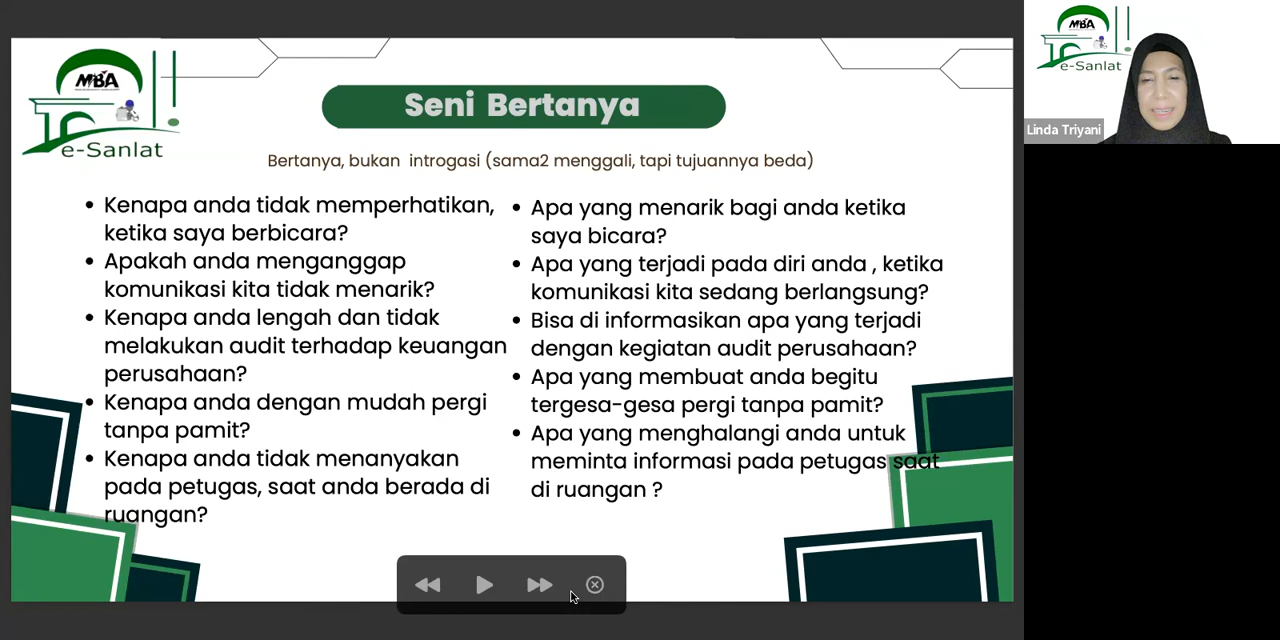 MBA
e-Sanlat
Seni Bertanya
Bertanya, bukan introgasi (sama2 menggali, tapi tujuannya beda)
• Kenapa anda tidak memperhatikan,
ketika saya berbicara?
• Apakah anda menganggap
komunikasi kita tidak menarik?
• Kenapa anda lengah dan tidak
melakukan audit terhadap keuangan
perusahaan?
• Kenapa anda dengan mudah pergi
tanpa pamit?
• Kenapa anda tidak menanyakan
pada petugas, saat anda berada di
ruangan?
• Apa yang menarik bagi anda ketika
saya bicara?
• Apa yang terjadi pada diri anda , ketika
komunikasi kita sedang berlangsung?
• Bisa di informasikan apa yang terjadi
dengan kegiatan audit perusahaan?
• Apa yang membuat anda begitu
tergesa-gesa pergi tanpa pamit?
• Apa yang menghalangi anda untuk
meminta informasi pada petugas saat
di ruangan ?
MBA
e-Sanlat
Linda Triyani